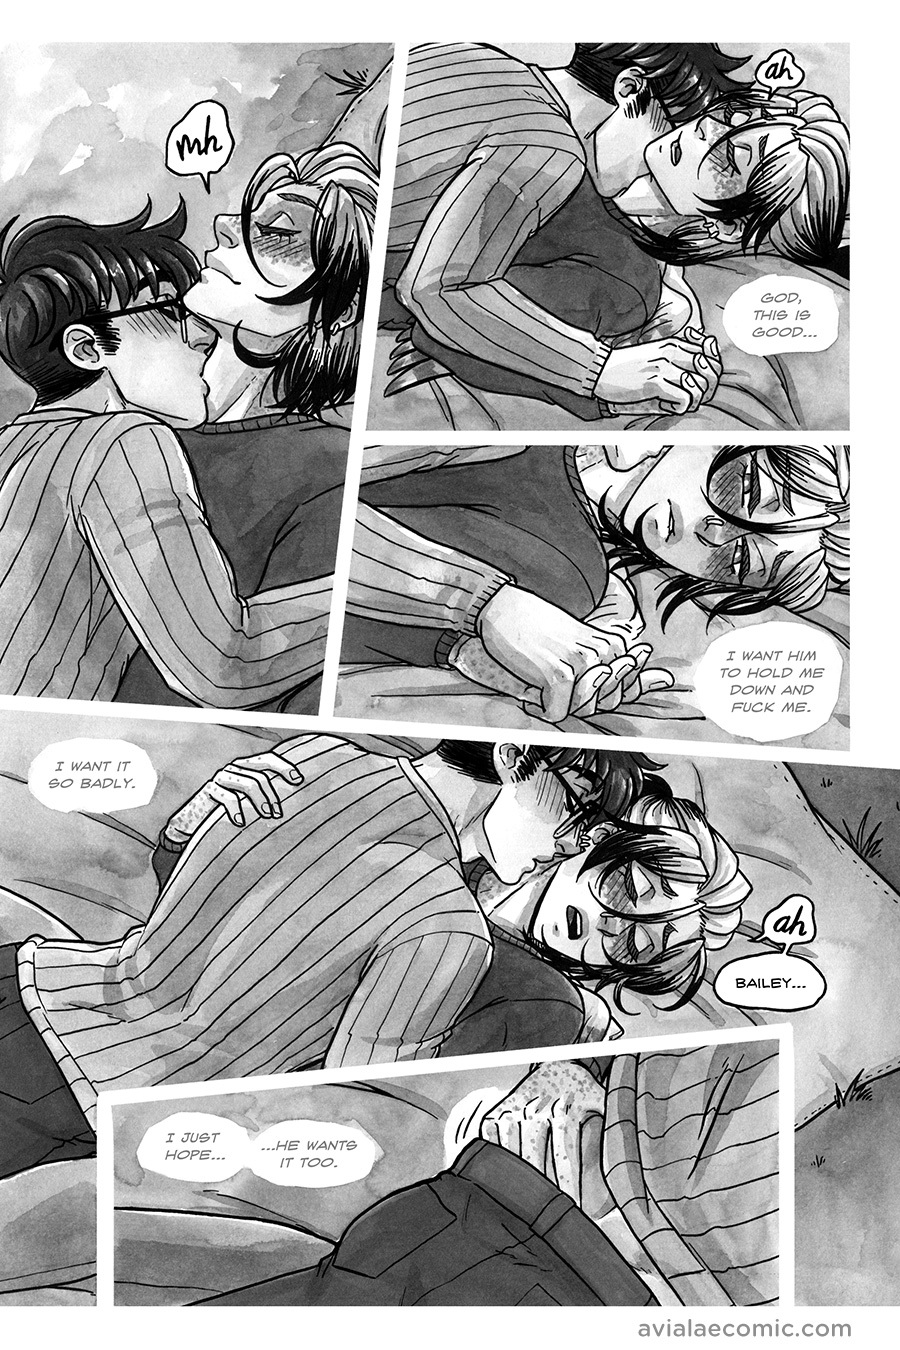 mh
ah
GOD,
THIS IS
GOOD...
I WANT HIM
TO HOLD ME
DOWN AND
FUCK ME.
I WANT IT
SO BADLY.
ah
BAILEY...
I JUST
HOPE...
...HE WANTS
IT TOO.
avialaecomic.com